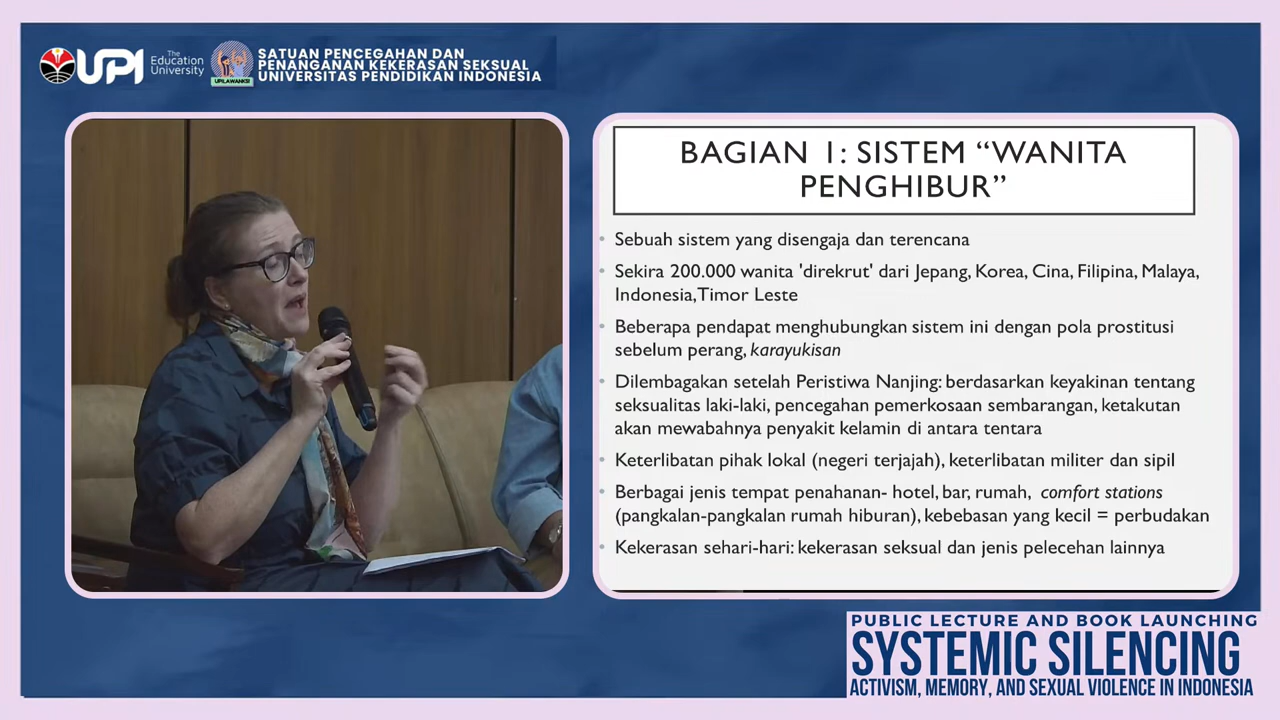 UPI
The
Education
University
UPILAWANKS!
SATUAN PENCEGAHAN DAN
PENANGANAN KEKERASAN SEKSUAL
UNIVERSITAS PENDIDIKAN INDONESIA
BAGIAN 1: SISTEM “WANITA
PENGHIBUR”
• Sebuah sistem yang disengaja dan terencana
• Sekira 200.000 wanita 'direkrut' dari Jepang, Korea, Cina, Filipina, Malaya,
Indonesia,Timor Leste
• Beberapa pendapat menghubungkan sistem ini dengan pola prostitusi
sebelum perang, karayukisan
• Dilembagakan setelah Peristiwa Nanjing: berdasarkan keyakinan tentang
seksualitas laki-laki, pencegahan pemerkosaan sembarangan, ketakutan
akan mewabahnya penyakit kelamin di antara tentara
• Keterlibatan pihak lokal (negeri terjajah), keterlibatan militer dan sipil
• Berbagai jenis tempat penahanan- hotel, bar, rumah, comfort stations
(pangkalan-pangkalan rumah hiburan), kebebasan yang kecil = perbudakan
• Kekerasan sehari-hari: kekerasan seksual dan jenis pelecehan lainnya
PUBLIC LECTURE AND BOOK LAUNCHING
SYSTEMIC SILENCING
ACTIVISM, MEMORY, AND SEXUAL VIOLENCE IN INDONESIA